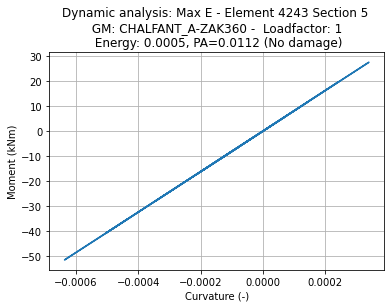 Dynamic analysis: Max E - Element 4243 Section 5
GM: CHALFANT_A-ZAK360 - Loadfactor: 1
Energy: 0.0005, PA=0.0112 (No damage)
30
20
10
0
−10
−20
−30
−40
−50
Moment (kNm)
−0.0006 −0.0004 −0.0002 0.0000 0.0002
Curvature (-)